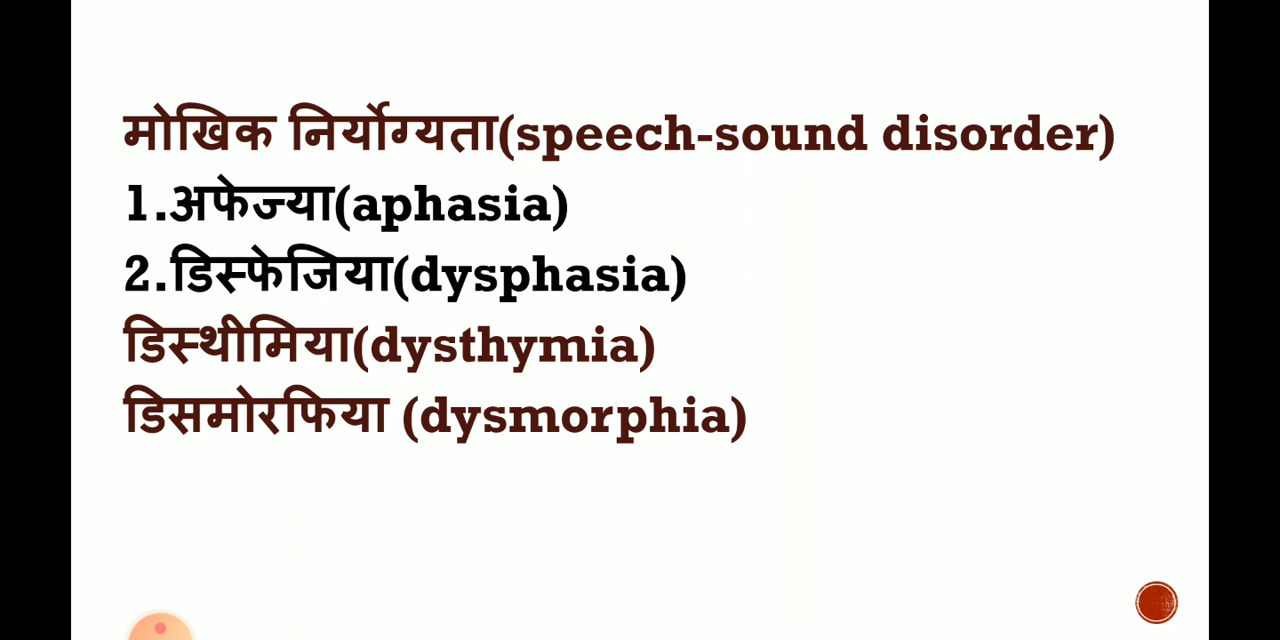 मोखिक निर्योग्यता(speech-sound disorder)
1.अफेज्या(aphasia)
2.डिस्फेजिया(dysphasia)
डिस्थीमिया(dysthymia)
डिसमोरफिया (dysmorphia)